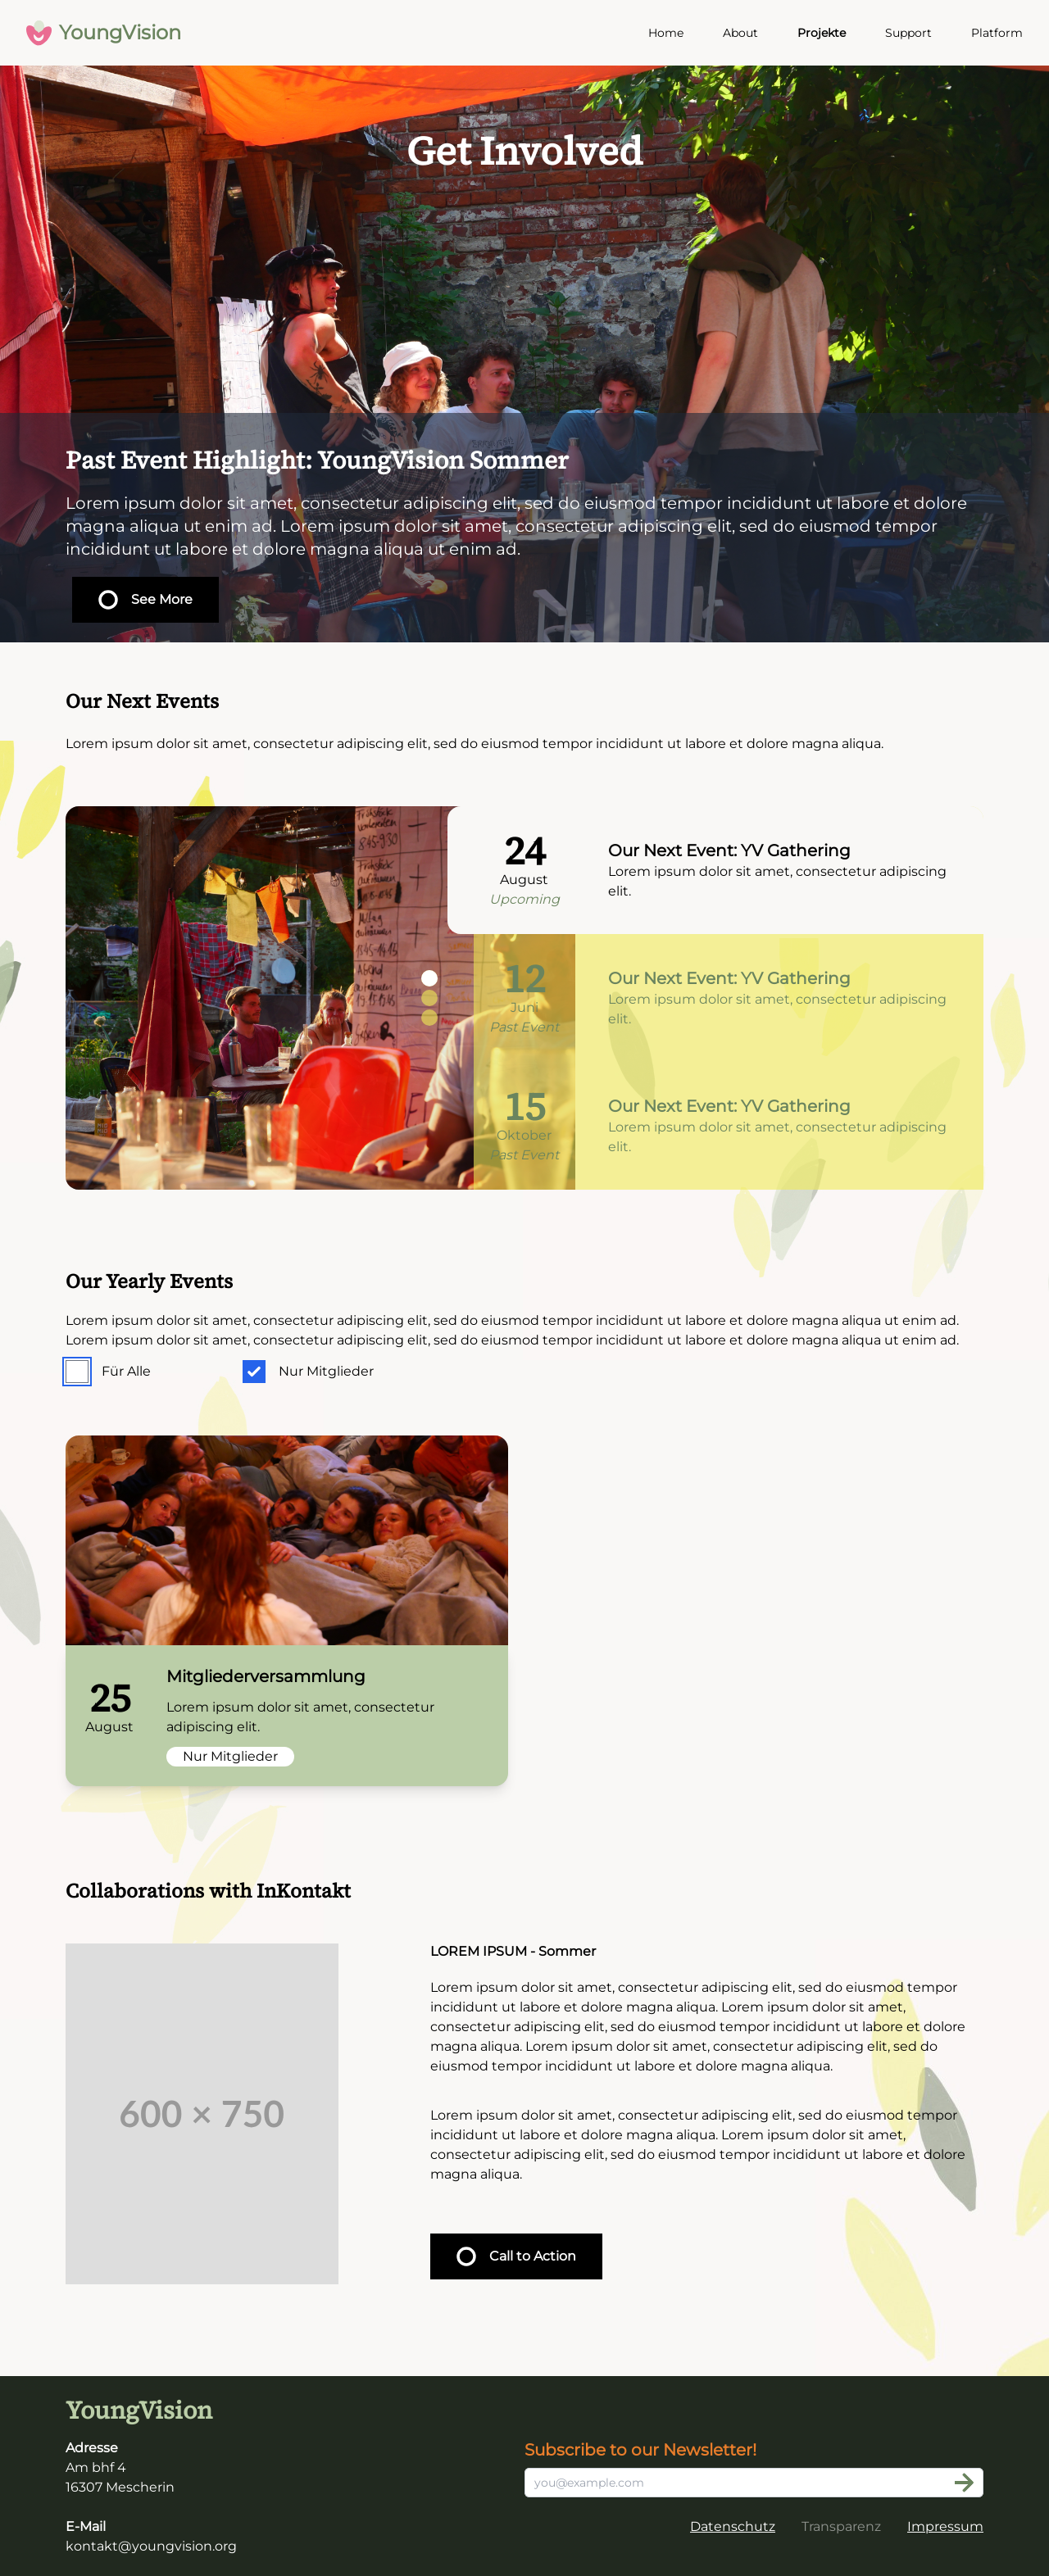 YoungVision
Home
About
Projekte
Support
Platform
Get Involved
Past Event Highlight: YoungVision Sommer
Lorem ipsum dolor sit amet, consectetur adipiscing elit, sed do eiusmod tempor incididunt ut labore et dolore
magna aliqua ut enim ad. Lorem ipsum dolor sit amet, consectetur adipiscing elit, sed do eiusmod tempor
incididunt ut labore et dolore magna aliqua ut enim ad.
See More
Our Next Events
Lorem ipsum dolor sit amet, consectetur adipiscing elit, sed do eiusmod tempor incididunt ut labore et dolore magna aliqua.
24
August
Upcoming
Our Next Event: YV Gathering
Lorem ipsum dolor sit amet, consectetur adipiscing
elit.
12
Juni
Past Event
Our Next Event: YV Gathering
Lorem ipsum dolor sit amet, consectetur adipiscing
elit.
15
Oktober
Past Event
Our Next Event: YV Gathering
Lorem ipsum dolor sit amet, consectetur adipiscing
elit.
Our Yearly Events
Lorem ipsum dolor sit amet, consectetur adipiscing elit, sed do eiusmod tempor incididunt ut labore et dolore magna aliqua ut enim ad.
Lorem ipsum dolor sit amet, consectetur adipiscing elit, sed do eiusmod tempor incididunt ut labore et dolore magna aliqua ut enim ad.
Für Alle
Nur Mitglieder
25
August
Mitgliederversammlung
Lorem ipsum dolor sit amet, consectetur
adipiscing elit.
Nur Mitglieder
Collaborations with InKontakt
600 × 750
LOREM IPSUM - Sommer
Lorem ipsum dolor sit amet, consectetur adipiscing elit, sed do eiusmod tempor
incididunt ut labore et dolore magna aliqua. Lorem ipsum dolor sit amet,
consectetur adipiscing elit, sed do eiusmod tempor incididunt ut labore et dolore
magna aliqua. Lorem ipsum dolor sit amet, consectetur adipiscing elit, sed do
eiusmod tempor incididunt ut labore et dolore magna aliqua.
Lorem ipsum dolor sit amet, consectetur adipiscing elit, sed do eiusmod tempor
incididunt ut labore et dolore magna aliqua. Lorem ipsum dolor sit amet,
consectetur adipiscing elit, sed do eiusmod tempor incididunt ut labore et dolore
magna aliqua.
Call to Action
YoungVision
Adresse
Am bhf 4
16307 Mescherin
E-Mail
kontakt@youngvision.org
Subscribe to our Newsletter!
you@example.com
Datenschutz
Transparenz
Impressum